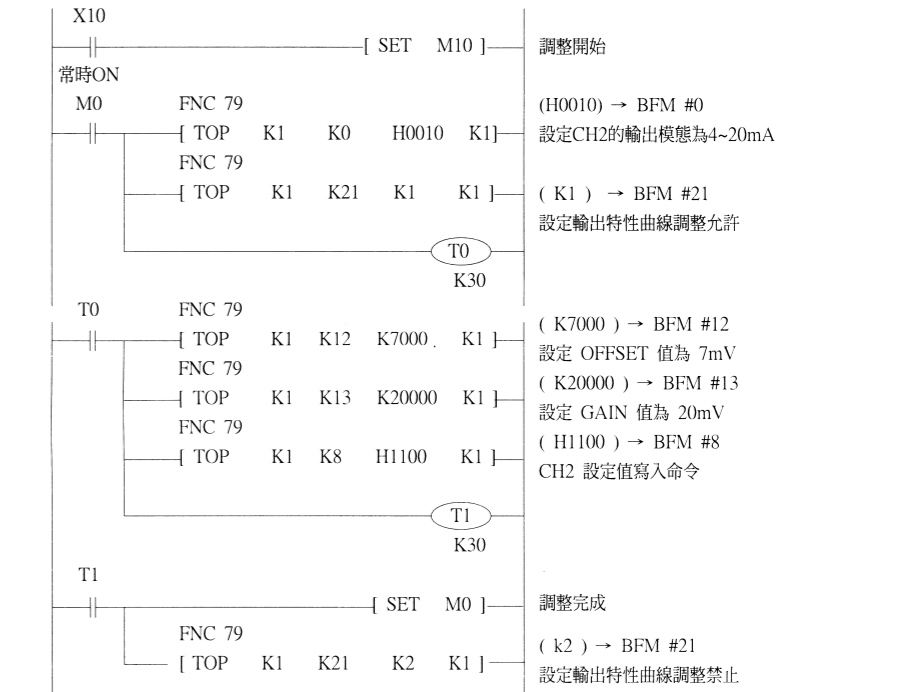 X10
[ SET M10 ] 調整開始
常時ON
M0 FNC 79 (H0010) → BFM #0
[ TOP K1 K0 H0010 K1] 設定CH2的輸出模態為4~20mA
FNC 79
[ TOP K1 K21 K1 K1 ] ( K1 ) → BFM #21
設定輸出特性曲線調整允許
T0
K30
T0 FNC 79 ( K7000 ) → BFM #12
[ TOP K1 K12 K7000 K1 ] 設定 OFFSET 值為 7mV
FNC 79 ( K20000 ) → BFM #13
[ TOP K1 K13 K20000 K1 ] 設定 GAIN 值為 20mV
FNC 79 ( H1100 ) → BFM #8
[ TOP K1 K8 H1100 K1 ] CH2 設定值寫入命令
T1
K30
T1
[ SET M0 ] 調整完成
FNC 79 ( k2 ) → BFM #21
[ TOP K1 K21 K2 K1 ] 設定輸出特性曲線調整禁止